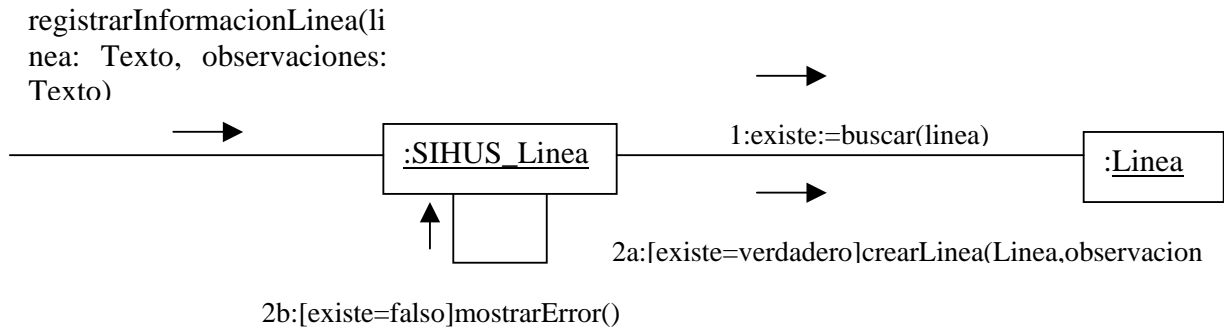 registrarInformacionLinea(li
nea: Texto, observaciones:
Texto)
1:existe:=buscar(linea)
:SIHUS_Linea
:Linea
2a:[existe=verdadero]crearLinea(Linea,observacion
2b:[existe=falso]mostrarError()